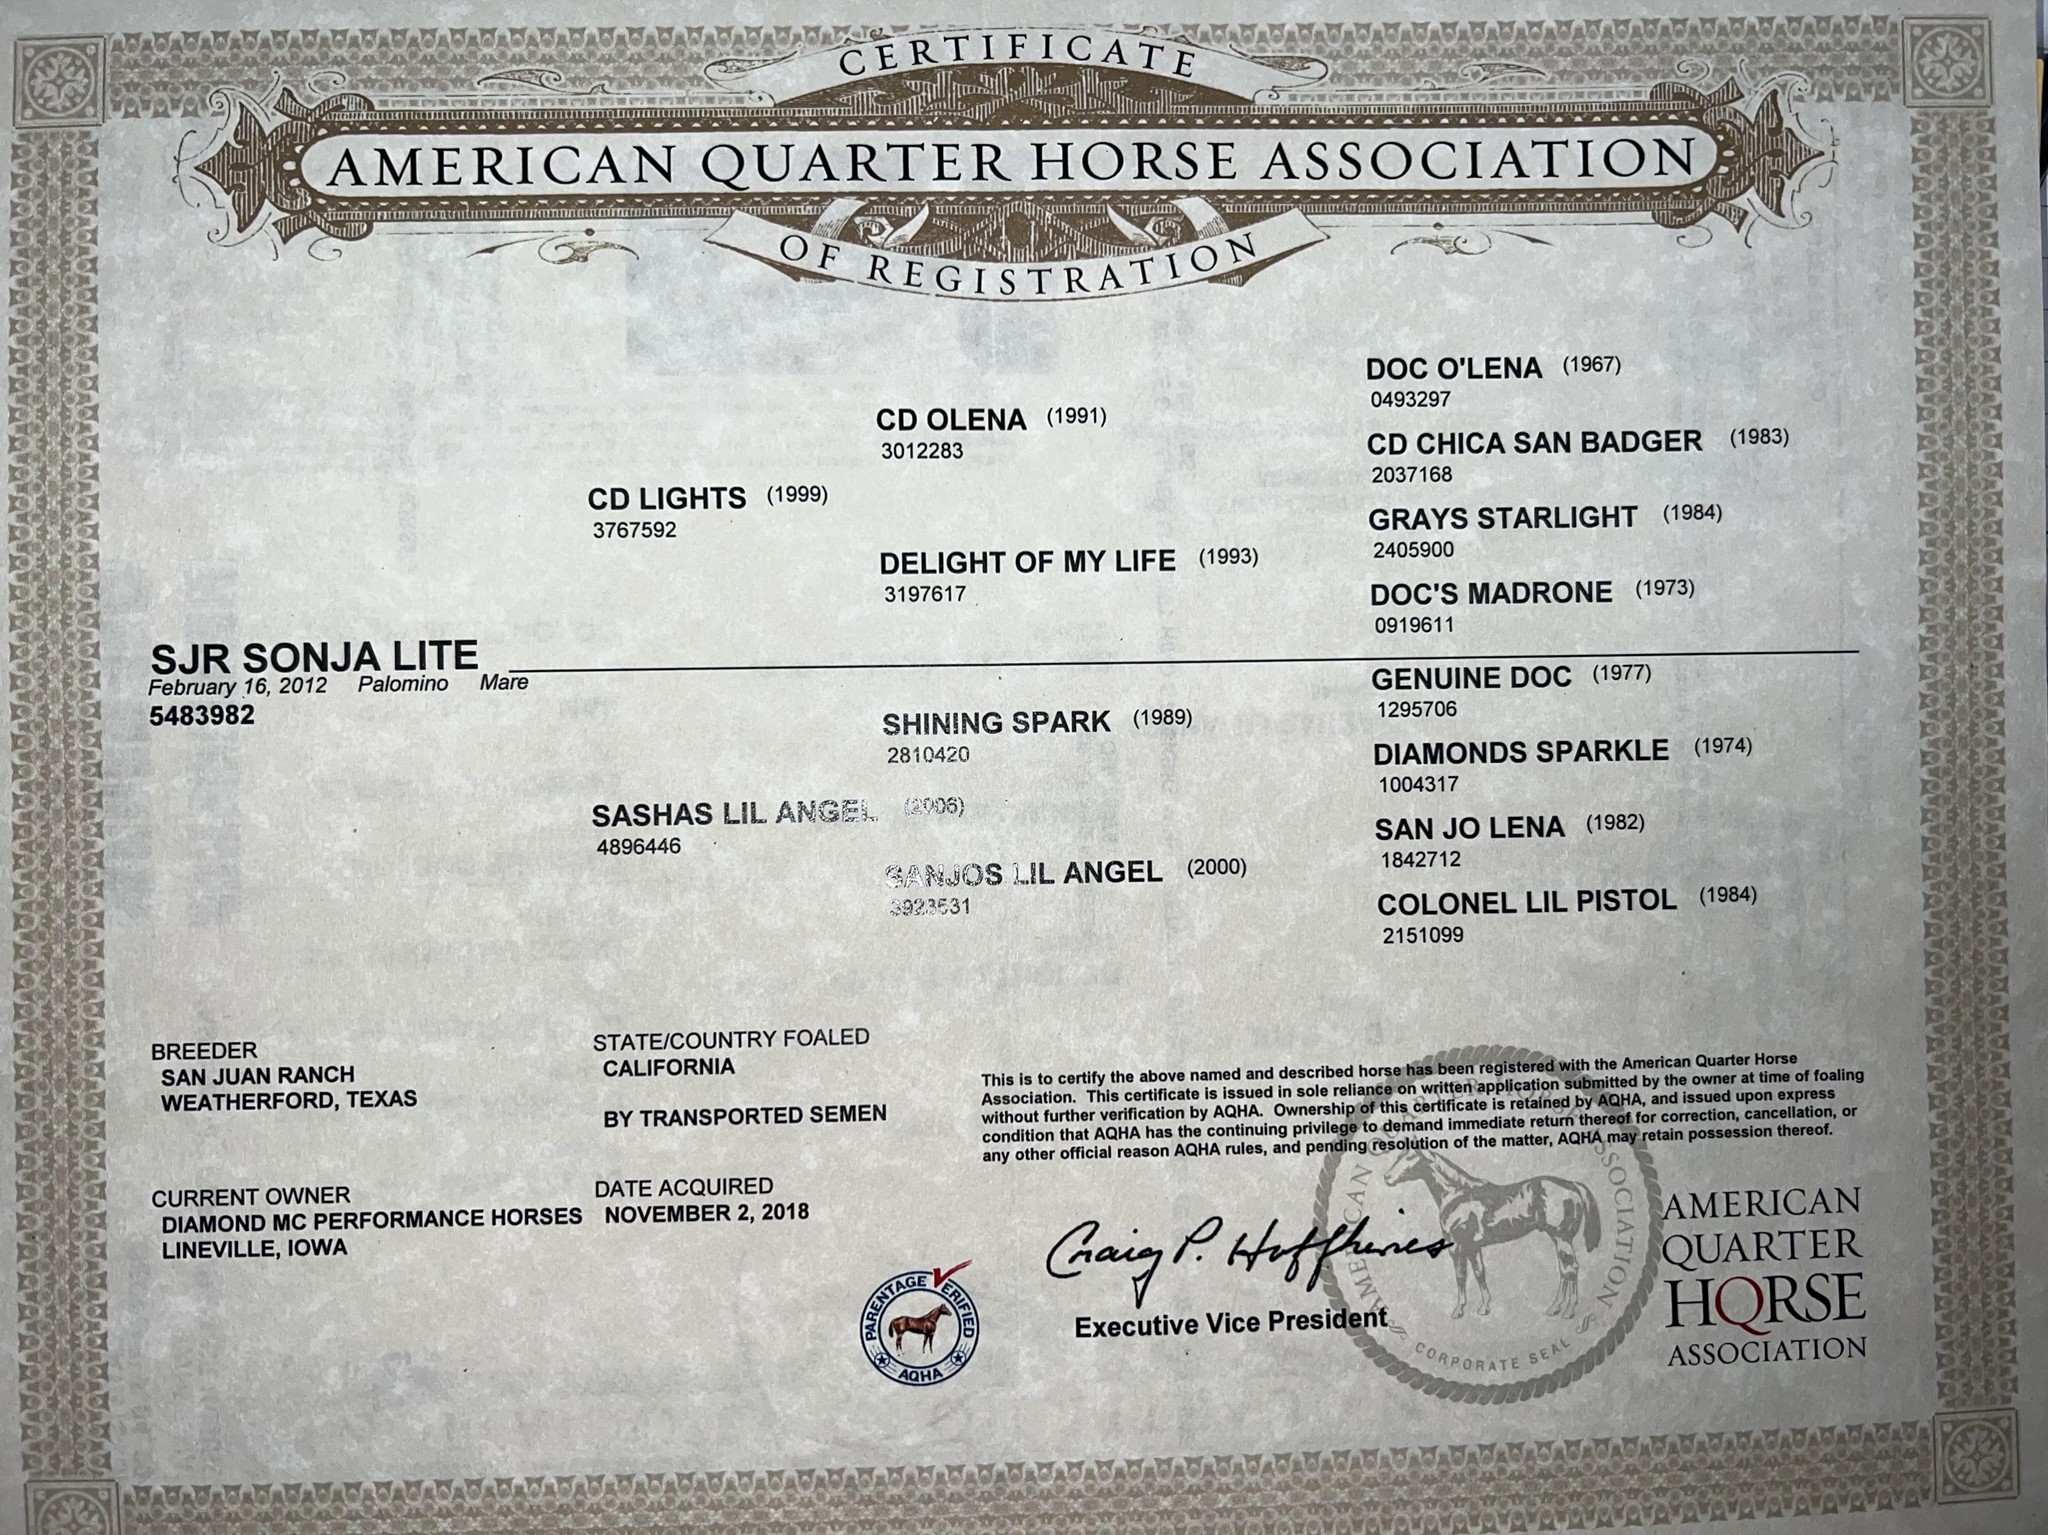 CERTIFICATE
AMERICAN QUARTER HORSE ASSOCIATION
OF REGISTRATION
DOC O'LENA (1967)
0493297
CD OLENA (1991)
3012283
CD CHICA SAN BADGER (1983)
2037168
CD LIGHTS (1999)
3767592
GRAYS STARLIGHT (1984)
2405900
DELIGHT OF MY LIFE (1993)
3197617
DOC'S MADRONE (1973)
0919611
SJR SONJA LITE
February 16, 2012 Palomino Mare
5483982
GENUINE DOC (1977)
1295706
SHINING SPARK (1989)
2810420
DIAMONDS SPARKLE (1974)
1004317
SASHAS LIL ANGEL (2006)
4896446
SAN JO LENA (1982)
1842712
SANJOS LIL ANGEL (2000)
3923531
COLONEL LIL PISTOL (1984)
2151099
BREEDER
SAN JUAN RANCH
WEATHERFORD, TEXAS
STATE/COUNTRY FOALED
CALIFORNIA
BY TRANSPORTED SEMEN
CURRENT OWNER
DIAMOND MC PERFORMANCE HORSES
LINEVILLE, IOWA
DATE ACQUIRED
NOVEMBER 2, 2018
This is to certify the above named and described horse has been registered with the American Quarter Horse
Association. This certificate is issued in sole reliance on written application submitted by the owner at time of foaling
without further verification by AQHA. Ownership of this certificate is retained by AQHA, and issued upon express
condition that AQHA has the continuing privilege to demand immediate return thereof for correction, cancellation, or
any other official reason AQHA rules, and pending resolution of the matter, AQHA may retain possession thereof.
Craig P. Huffhines
Executive Vice President
PARENTAGE VERIFIED
AQHA
AMERICAN QUARTER HORSE ASSOCIATION
CORPORATE SEAL
AMERICAN
QUARTER
HORSE
ASSOCIATION